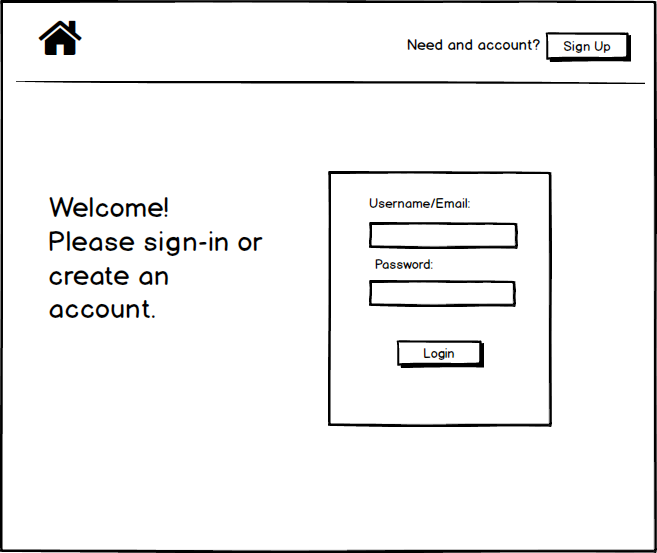 Need and account?
Sign Up
Welcome!
Please sign-in or
create an
account.
Username/Email:
Password:
Login